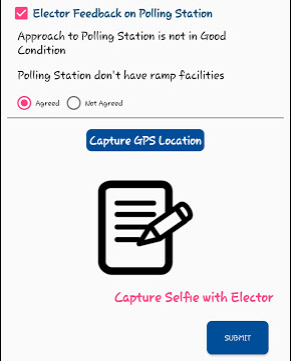 Elector Feedback on Polling Station
Approach to Polling Station is not in Good
Condition
Polling Station don't have ramp facilities
Agreed Not Agreed
Capture GPS Location
Capture Selfie with Elector
SUBMIT